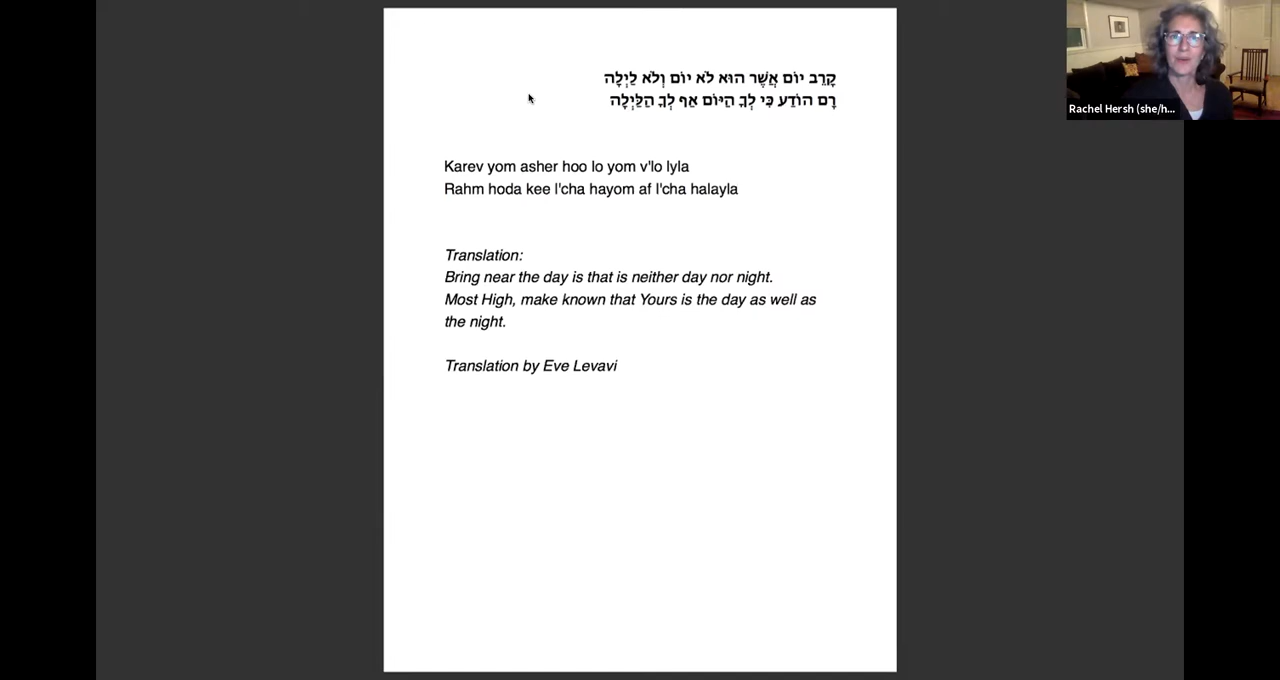 קָרֵב יוֹם אֲשֶׁר הוּא לֹא יוֹם וְלֹא לַיְלָה
רָם הוֹדַע כִּי לְךָ הַיּוֹם אַף לְךָ הַלַּיְלָה
Karev yom asher hoo lo yom v'lo lyla
Rahm hoda kee l'cha hayom af l'cha halayla
Translation:
Bring near the day is that is neither day nor night.
Most High, make known that Yours is the day as well as
the night.
Translation by Eve Levavi
Rachel Hersh (she/h...